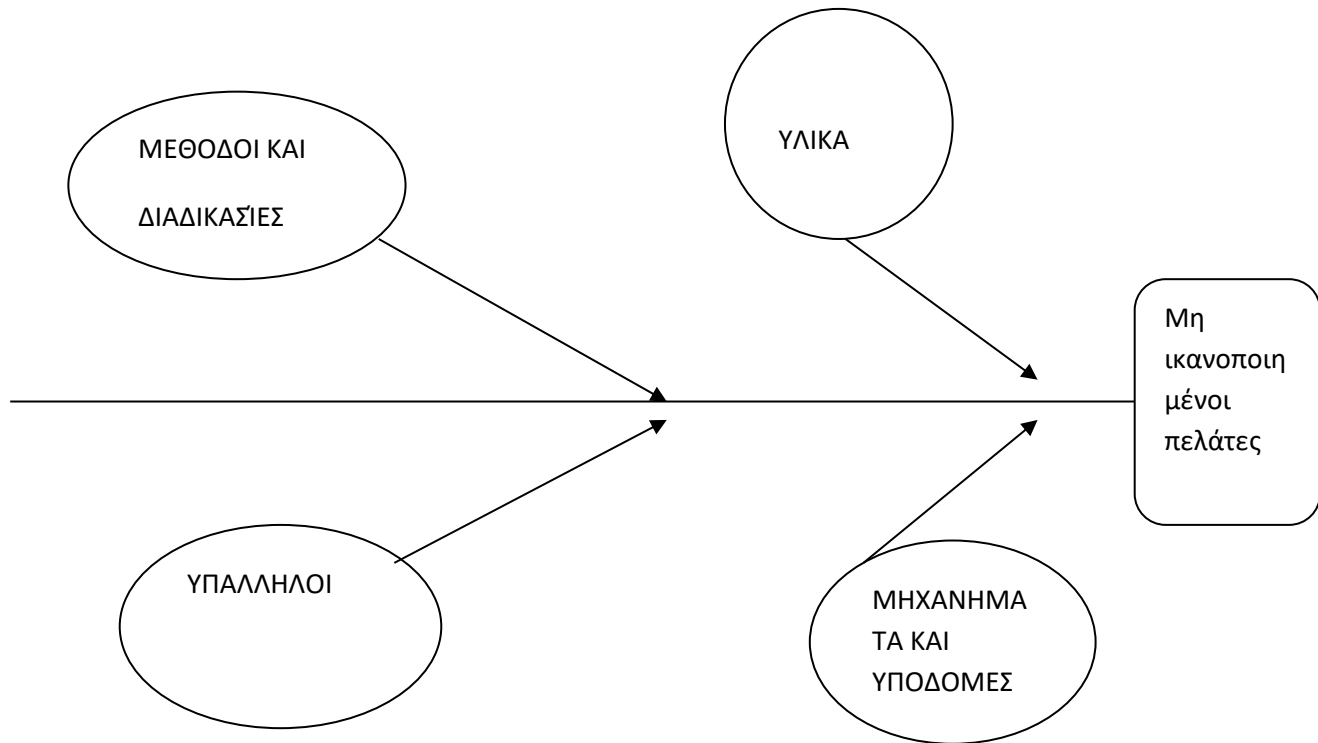 ΜΕΘΟΔΟΙ ΚΑΙ
ΔΙΑΔΙΚΑΣΊΕΣ
ΥΛΙΚΑ
Μη
ικανοποιη
μένοι
πελάτες
ΥΠΑΛΛΗΛΟΙ
ΜΗΧΑΝΗΜΑ
ΤΑ ΚΑΙ
ΥΠΟΔΟΜΕΣ